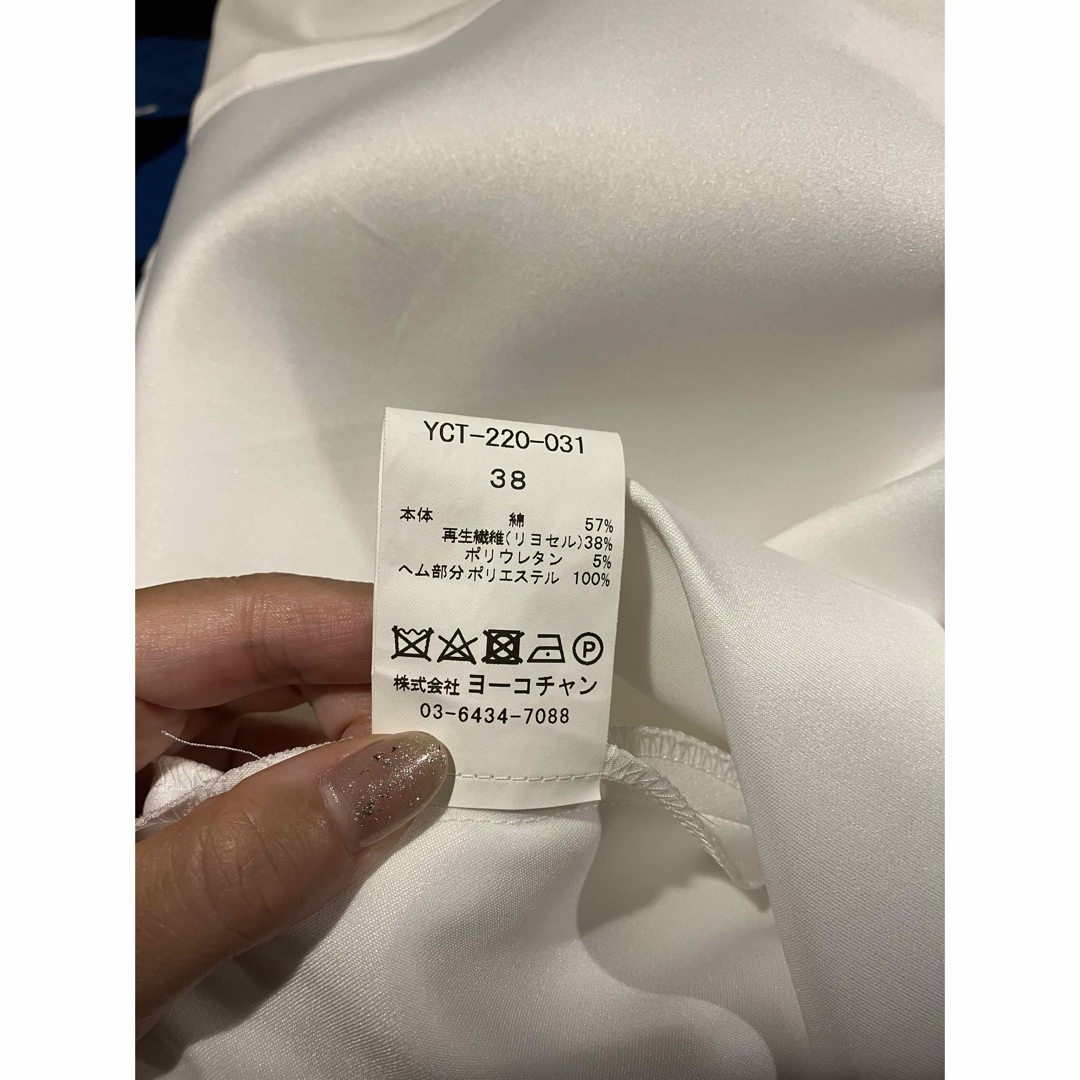 YCT-220-031
38
本体 綿 57%
再生繊維(リヨセル)38%
ポリウレタン 5%
ヘム部分ポリエステル 100%
P
株式会社 ヨーコチャン
03-6434-7088